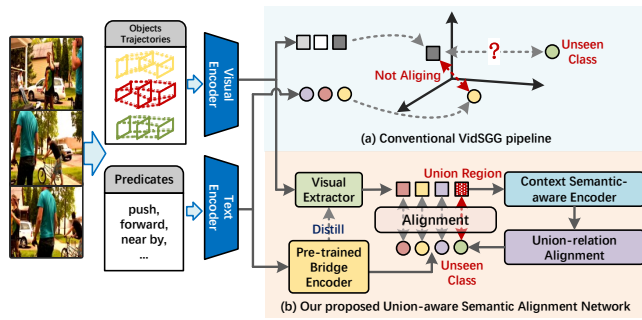 Objects
Trajectories
Visual
Encoder
Predicates
push,
forward,
near by,
...
Text
Encoder
?
Unseen
Class
Not Aliging
(a) Conventional VidSGG pipeline
Visual
Extractor
Distill
Pre-trained
Bridge
Encoder
Union Region
Alignment
Unseen
Class
Context Semantic-
aware Encoder
Union-relation
Alignment
(b) Our proposed Union-aware Semantic Alignment Network